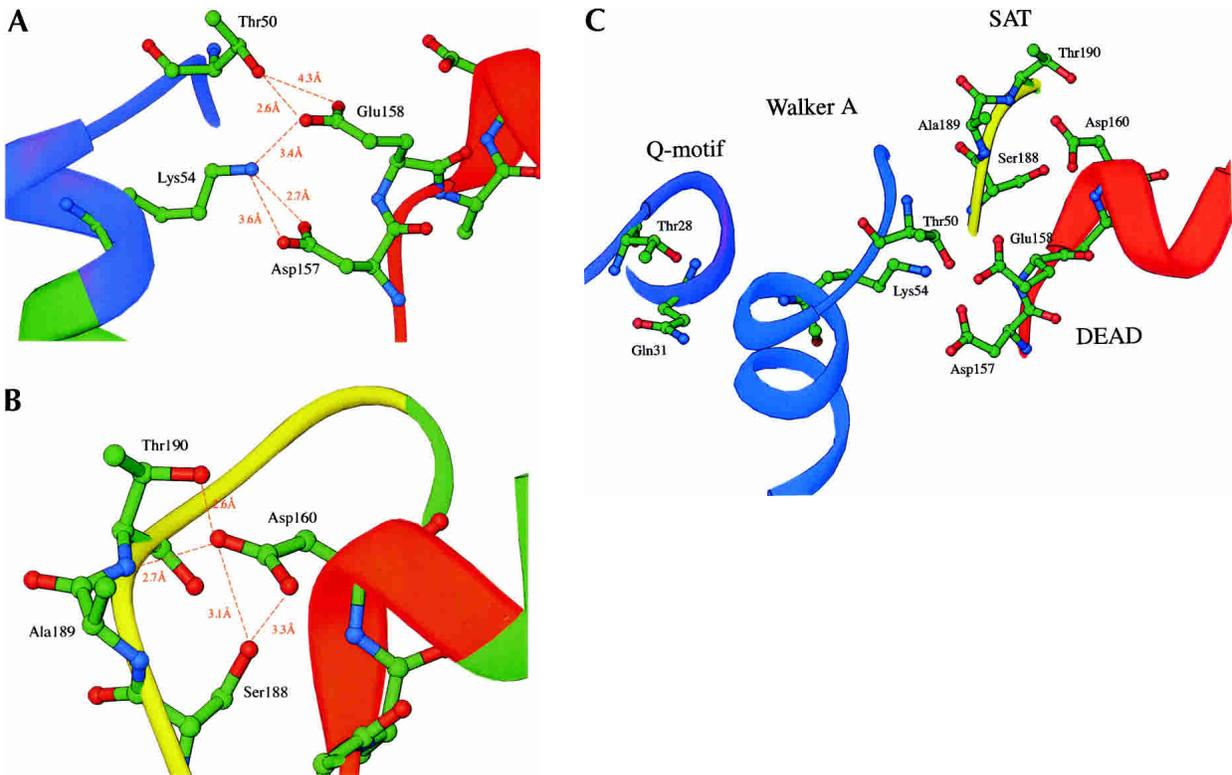 A
Thr50
4.3Å
2.6Å
Glu158
3.4Å
Lys54
2.7Å
3.6Å
Asp157
B
Thr190
2.6Å
Asp160
2.7Å
3.1Å
3.3Å
Ala189
Ser188
C
SAT
Thr190
Walker A
Ala189
Asp160
Q-motif
Ser188
Thr28
Thr50
Glu158
Lys54
Gln31
DEAD
Asp157